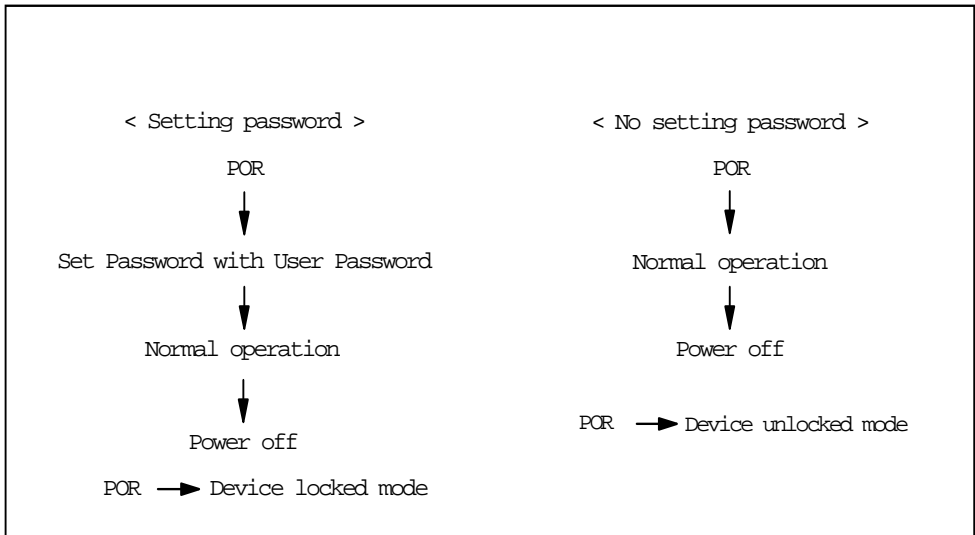 < Setting password >
POR
Set Password with User Password
Normal operation
Power off
POR Device locked mode
< No setting password >
POR
Normal operation
Power off
POR Device unlocked mode